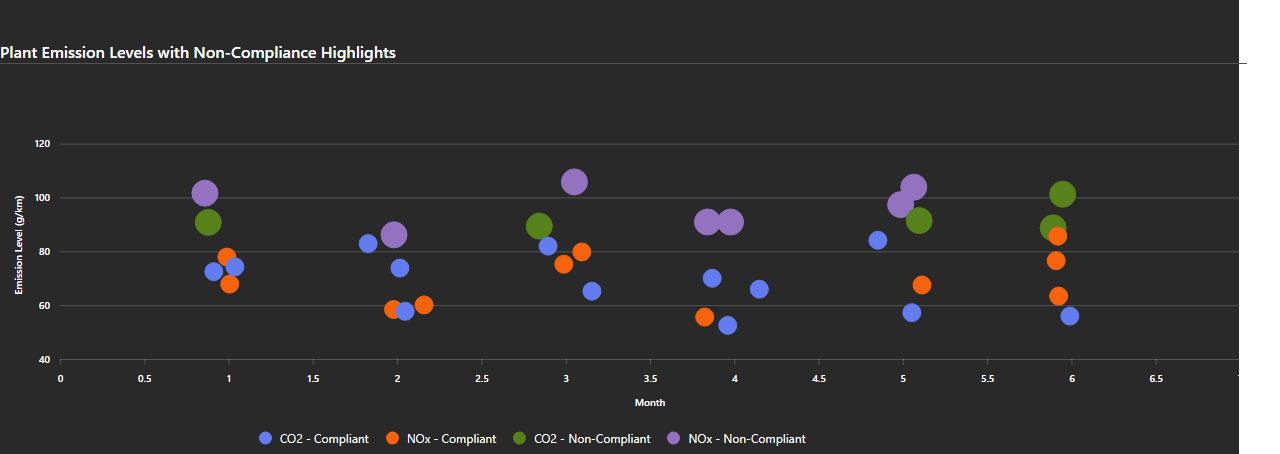 Plant Emission Levels with Non-Compliance Highlights
Emission Level (g/km)
120
100
80
60
40
0 0.5 1 1.5 2 2.5 3 3.5 4 4.5 5 5.5 6 6.5
Month
CO2 - Compliant NOx - Compliant CO2 - Non-Compliant NOx - Non-Compliant